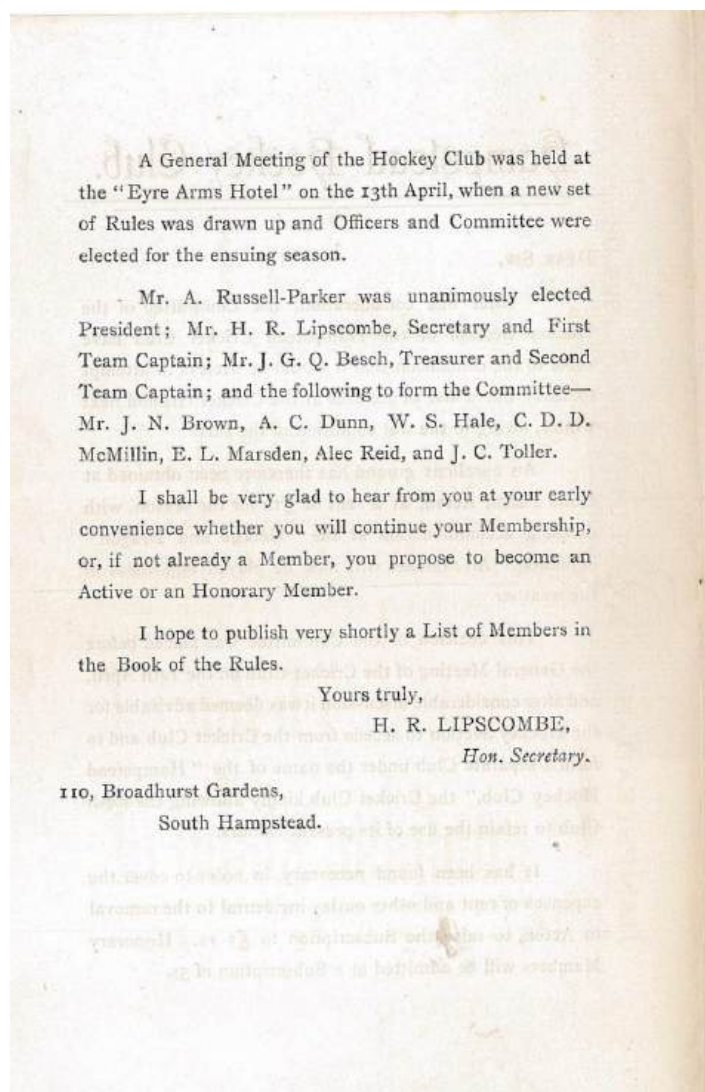 A General Meeting of the Hockey Club was held at
the "Eyre Arms Hotel" on the 13th April, when a new set
of Rules was drawn up and Officers and Committee were
elected for the ensuing season.
Mr. A. Russell-Parker was unanimously elected
President; Mr. H. R. Lipscombe, Secretary and First
Team Captain; Mr. J. G. Q. Besch, Treasurer and Second
Team Captain; and the following to form the Committee—
Mr. J. N. Brown, A. C. Dunn, W. S. Hale, C. D. D.
McMillin, E. L. Marsden, Alec Reid, and J. C. Toller.
I shall be very glad to hear from you at your early
convenience whether you will continue your Membership,
or, if not already a Member, you propose to become an
Active or an Honorary Member.
I hope to publish very shortly a List of Members in
the Book of the Rules.
Yours truly,
H. R. LIPSCOMBE,
Hon. Secretary.
110, Broadhurst Gardens,
South Hampstead.